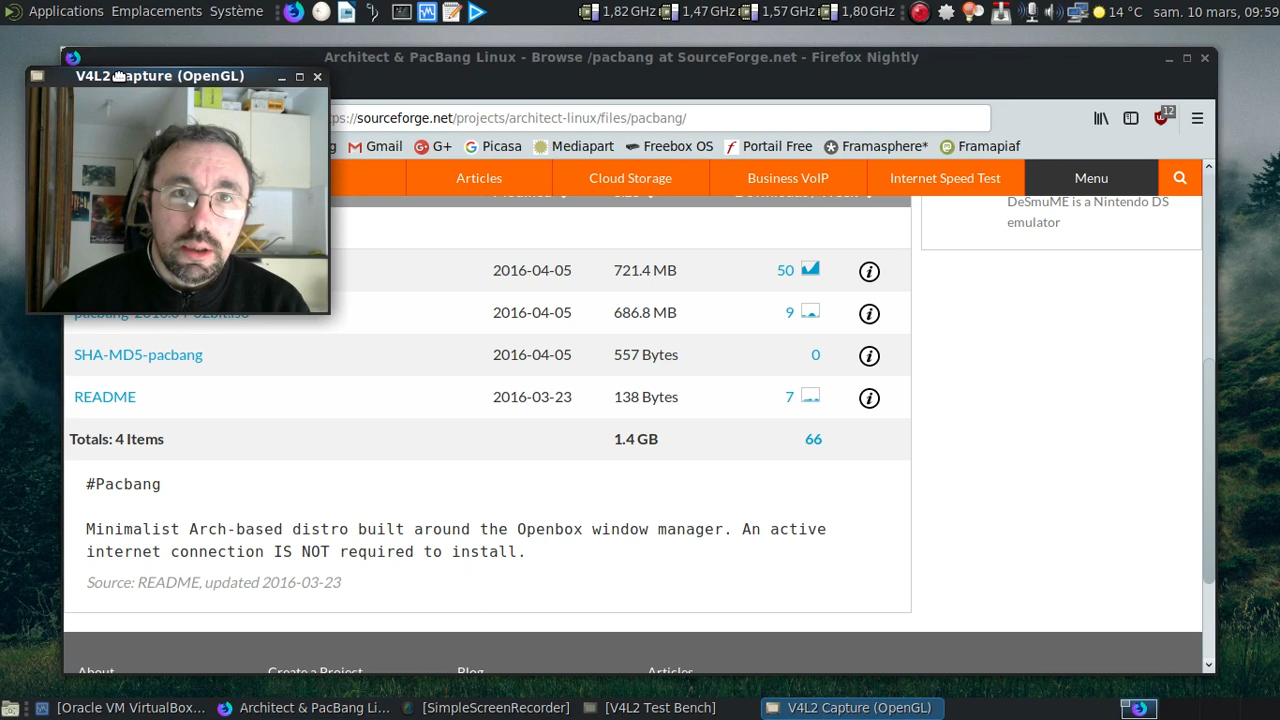 Applications Emplacements Système 1,82 GHz 1,47 GHz 1,57 GHz 1,80 GHz 14 °C sam. 10 mars, 09:59
Architect & PacBang Linux - Browse /pacbang at SourceForge.net - Firefox Nightly
V4L2 Capture (OpenGL)
sourceforge.net/projects/architect-linux/files/pacbang/
12
Gmail G+ Picasa Mediapart Freebox OS Portail Free Framasphère* Framapiaf
Articles Cloud Storage Business VoIP Internet Speed Test Menu
DeSmuME is a Nintendo DS
emulator
2016-04-05 721.4 MB 50
2016-04-05 686.8 MB 9
SHA-MD5-pacbang 2016-04-05 557 Bytes 0
README 2016-03-23 138 Bytes 7
Totals: 4 Items 1.4 GB 66
#Pacbang
Minimalist Arch-based distro built around the Openbox window manager. An active
internet connection IS NOT required to install.
Source: README, updated 2016-03-23
About Create a Project Blog Articles
[Oracle VM VirtualBox... Architect & PacBang Li... [SimpleScreenRecorder] [V4L2 Test Bench] V4L2 Capture (OpenGL)